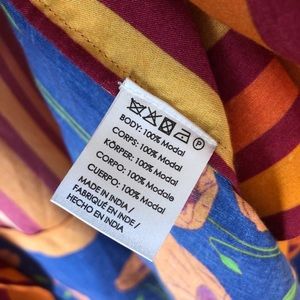 BODY: 100% Modal
CORPS: 100% Modal
KÖRPER: 100% Modal
CORPO: 100% Modale
CUERPO: 100% Modal
MADE IN INDIA /
FABRIQUÉ EN INDE /
HECHO EN INDIA